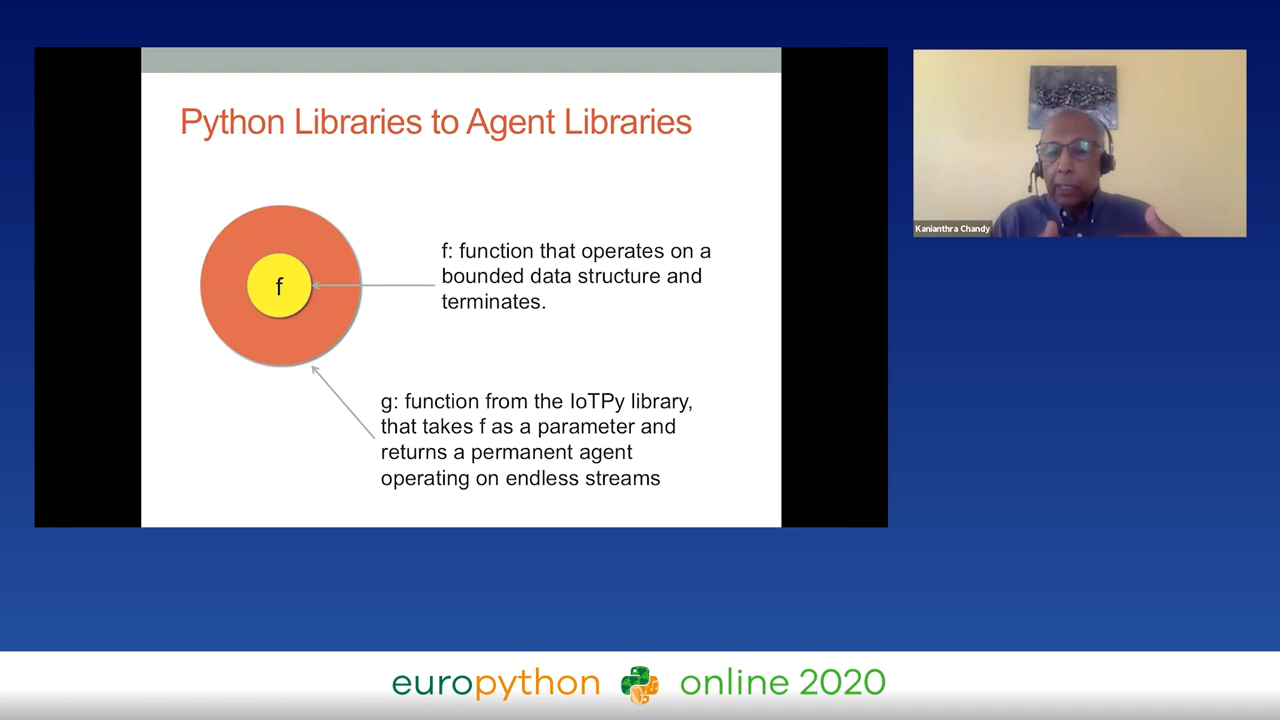 Python Libraries to Agent Libraries
f
f: function that operates on a
bounded data structure and
terminates.
g: function from the IoTPy library,
that takes f as a parameter and
returns a permanent agent
operating on endless streams
Kanianthra Chandy
europython online 2020